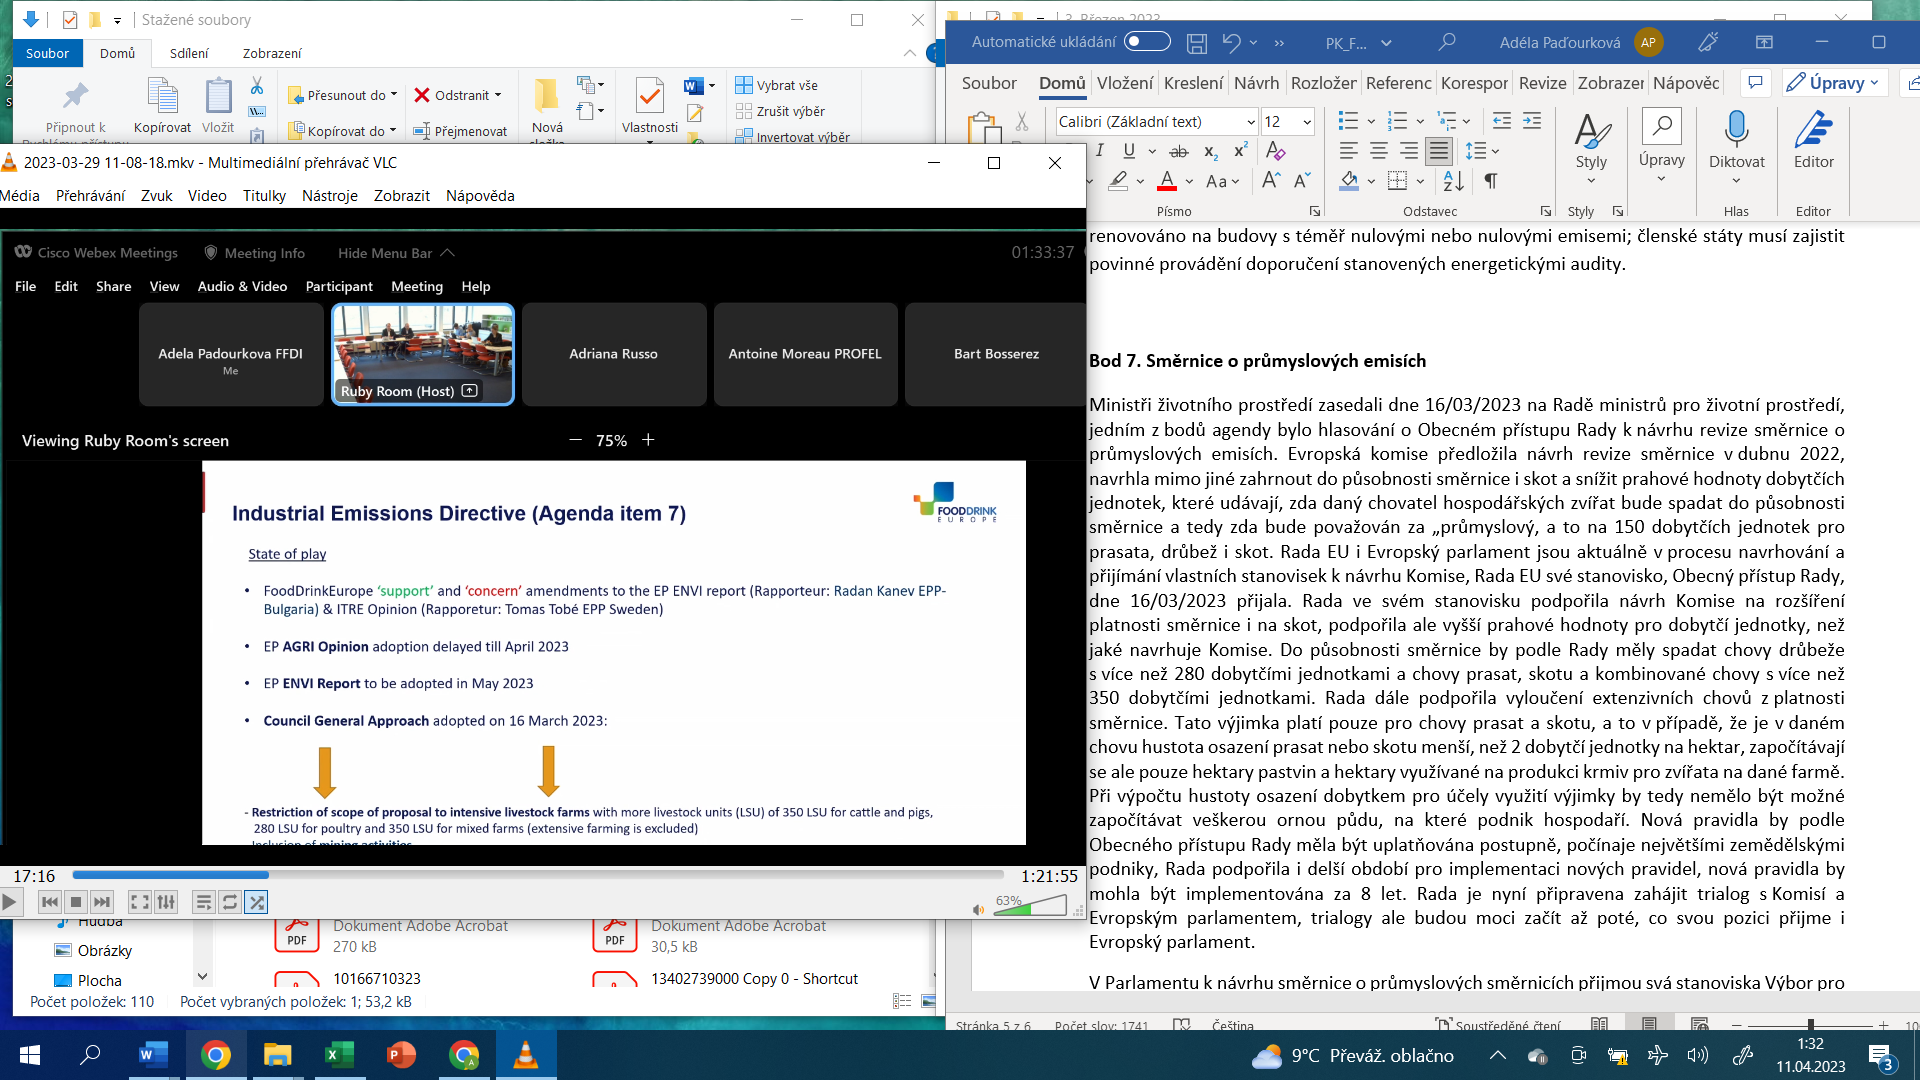 Stažené soubory
Soubor
Domů
Sdílení
Zobrazení
Připnout k
Kopírovat
Vložit
Přesunout do
Kopírovat do
Odstranit
Přejmenovat
Nová
Vlastnosti
Vybrat vše
Zrušit výběr
Invertovat výběr
3. Březen 2023
Automatické ukládání
PK_F...
Adéla Paďourková
AP
Soubor
Domů
Vložení
Kreslení
Návrh
Rozložer
Referenc
Korespor
Revize
Zobrazer
Nápověc
Úpravy
Calibri (Základní text)
12
Styly
Úpravy
Diktovat
Editor
Písmo
Odstavec
Styly
Hlas
Editor
2023-03-29 11-08-18.mkv - Multimediální přehrávač VLC
Média
Přehrávání
Zvuk
Video
Titulky
Nástroje
Zobrazit
Nápověda
Cisco Webex Meetings
Meeting Info
Hide Menu Bar
01:33:37
File
Edit
Share
View
Audio & Video
Participant
Meeting
Help
Adela Padourkova FFDI
Me
Ruby Room (Host)
Adriana Russo
Antoine Moreau PROFEL
Bart Bosserez
Viewing Ruby Room's screen
75%
FOODDRINK
EUROPE
Industrial Emissions Directive (Agenda item 7)
State of play
• FoodDrinkEurope ‘support’ and ‘concern’ amendments to the EP ENVI report (Rapporteur: Radan Kanev EPP-
Bulgaria) & ITRE Opinion (Rapporetur: Tomas Tobé EPP Sweden)
• EP AGRI Opinion adoption delayed till April 2023
• EP ENVI Report to be adopted in May 2023
• Council General Approach adopted on 16 March 2023:
- Restriction of scope of proposal to intensive livestock farms with more livestock units (LSU) of 350 LSU for cattle and pigs,
280 LSU for poultry and 350 LSU for mixed farms (extensive farming is excluded)
17:16
1:21:55
63%
renovováno na budovy s téměř nulovými nebo nulovými emisemi; členské státy musí zajistit
povinné provádění doporučení stanovených energetickými audity.
Bod 7. Směrnice o průmyslových emisích
Ministři životního prostředí zasedali dne 16/03/2023 na Radě ministrů pro životní prostředí,
jedním z bodů agendy bylo hlasování o Obecném přístupu Rady k návrhu revize směrnice o
průmyslových emisích. Evropská komise předložila návrh revize směrnice v dubnu 2022,
navrhla mimo jiné zahrnout do působnosti směrnice i skot a snížit prahové hodnoty dobytčích
jednotek, které udávají, zda daný chovatel hospodářských zvířat bude spadat do působnosti
směrnice a tedy zda bude považován za „průmyslový, a to na 150 dobytčích jednotek pro
prasata, drůbež i skot. Rada EU i Evropský parlament jsou aktuálně v procesu navrhování a
přijímání vlastních stanovisek k návrhu Komise, Rada EU své stanovisko, Obecný přístup Rady,
dne 16/03/2023 přijala. Rada ve svém stanovisku podpořila návrh Komise na rozšíření
platnosti směrnice i na skot, podpořila ale vyšší prahové hodnoty pro dobytčí jednotky, než
jaké navrhuje Komise. Do působnosti směrnice by podle Rady měly spadat chovy drůbeže
s více než 280 dobytčími jednotkami a chovy prasat, skotu a kombinované chovy s více než
350 dobytčími jednotkami. Rada dále podpořila vyloučení extenzivních chovů z platnosti
směrnice. Tato výjimka platí pouze pro chovy prasat a skotu, a to v případě, že je v daném
chovu hustota osazení prasat nebo skotu menší, než 2 dobytčí jednotky na hektar, započítávají
se ale pouze hektary pastvin a hektary využívané na produkci krmiv pro zvířata na dané farmě.
Při výpočtu hustoty osazení dobytkem pro účely využití výjimky by tedy nemělo být možné
započítávat veškerou ornou půdu, na které podnik hospodaří. Nová pravidla by podle
Obecného přístupu Rady měla být uplatňována postupně, počínaje největšími zemědělskými
podniky, Rada podpořila i delší období pro implementaci nových pravidel, nová pravidla by
mohla být implementována za 8 let. Rada je nyní připravena zahájit trialog s Komisí a
Evropským parlamentem, trialogy ale budou moci začít až poté, co svou pozici přijme i
Evropský parlament.
V Parlamentu k návrhu směrnice o průmyslových směrnicích přijmou svá stanoviska Výbor pro
Hudba
Obrázky
Plocha
Dokument Adobe Acrobat
270 kB
10166710323
Dokument Adobe Acrobat
30,5 kB
13402739000 Copy 0 - Shortcut
PDF
PDF
Počet položek: 110
Počet vybraných položek: 1; 53,2 kB
Stránka 5 z 6
Počet slov: 1741
Čeština
Soustředěné čtení
9°C Převáž. oblačno
1:32
11.04.2023
3